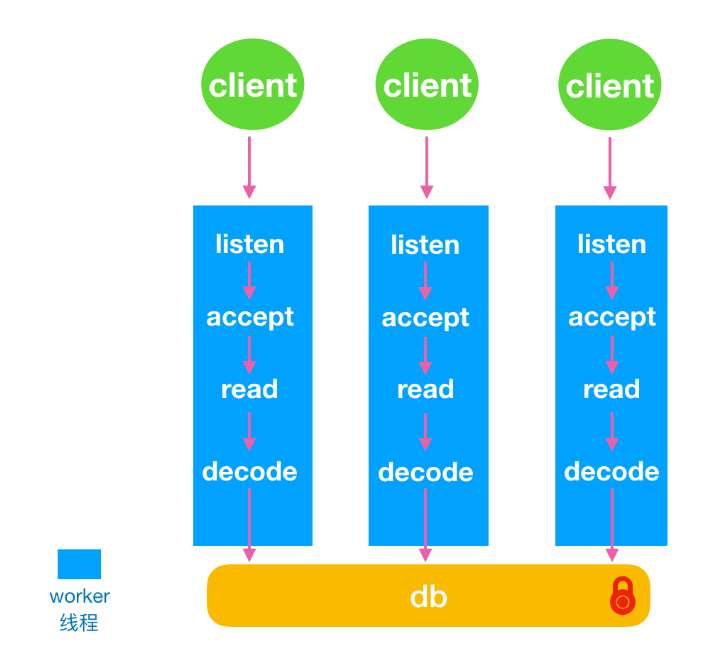 client client client
listen listen listen
accept accept accept
read read read
decode decode decode
db
worker
线程